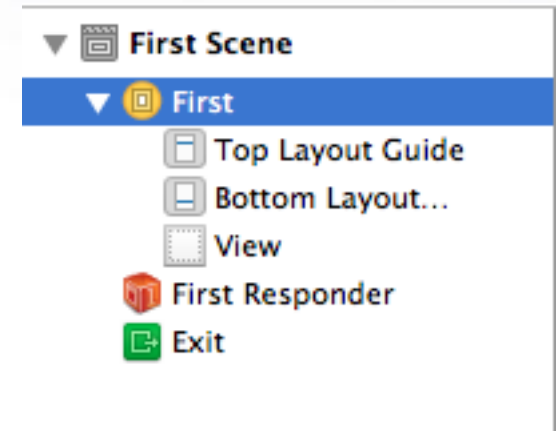 First Scene
First
Top Layout Guide
Bottom Layout...
View
First Responder
Exit